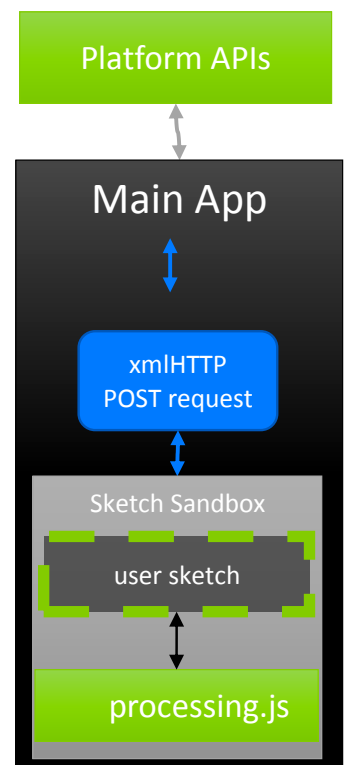 Platform APIs
Main App
xmlHTTP
POST request
Sketch Sandbox
user sketch
processing.js